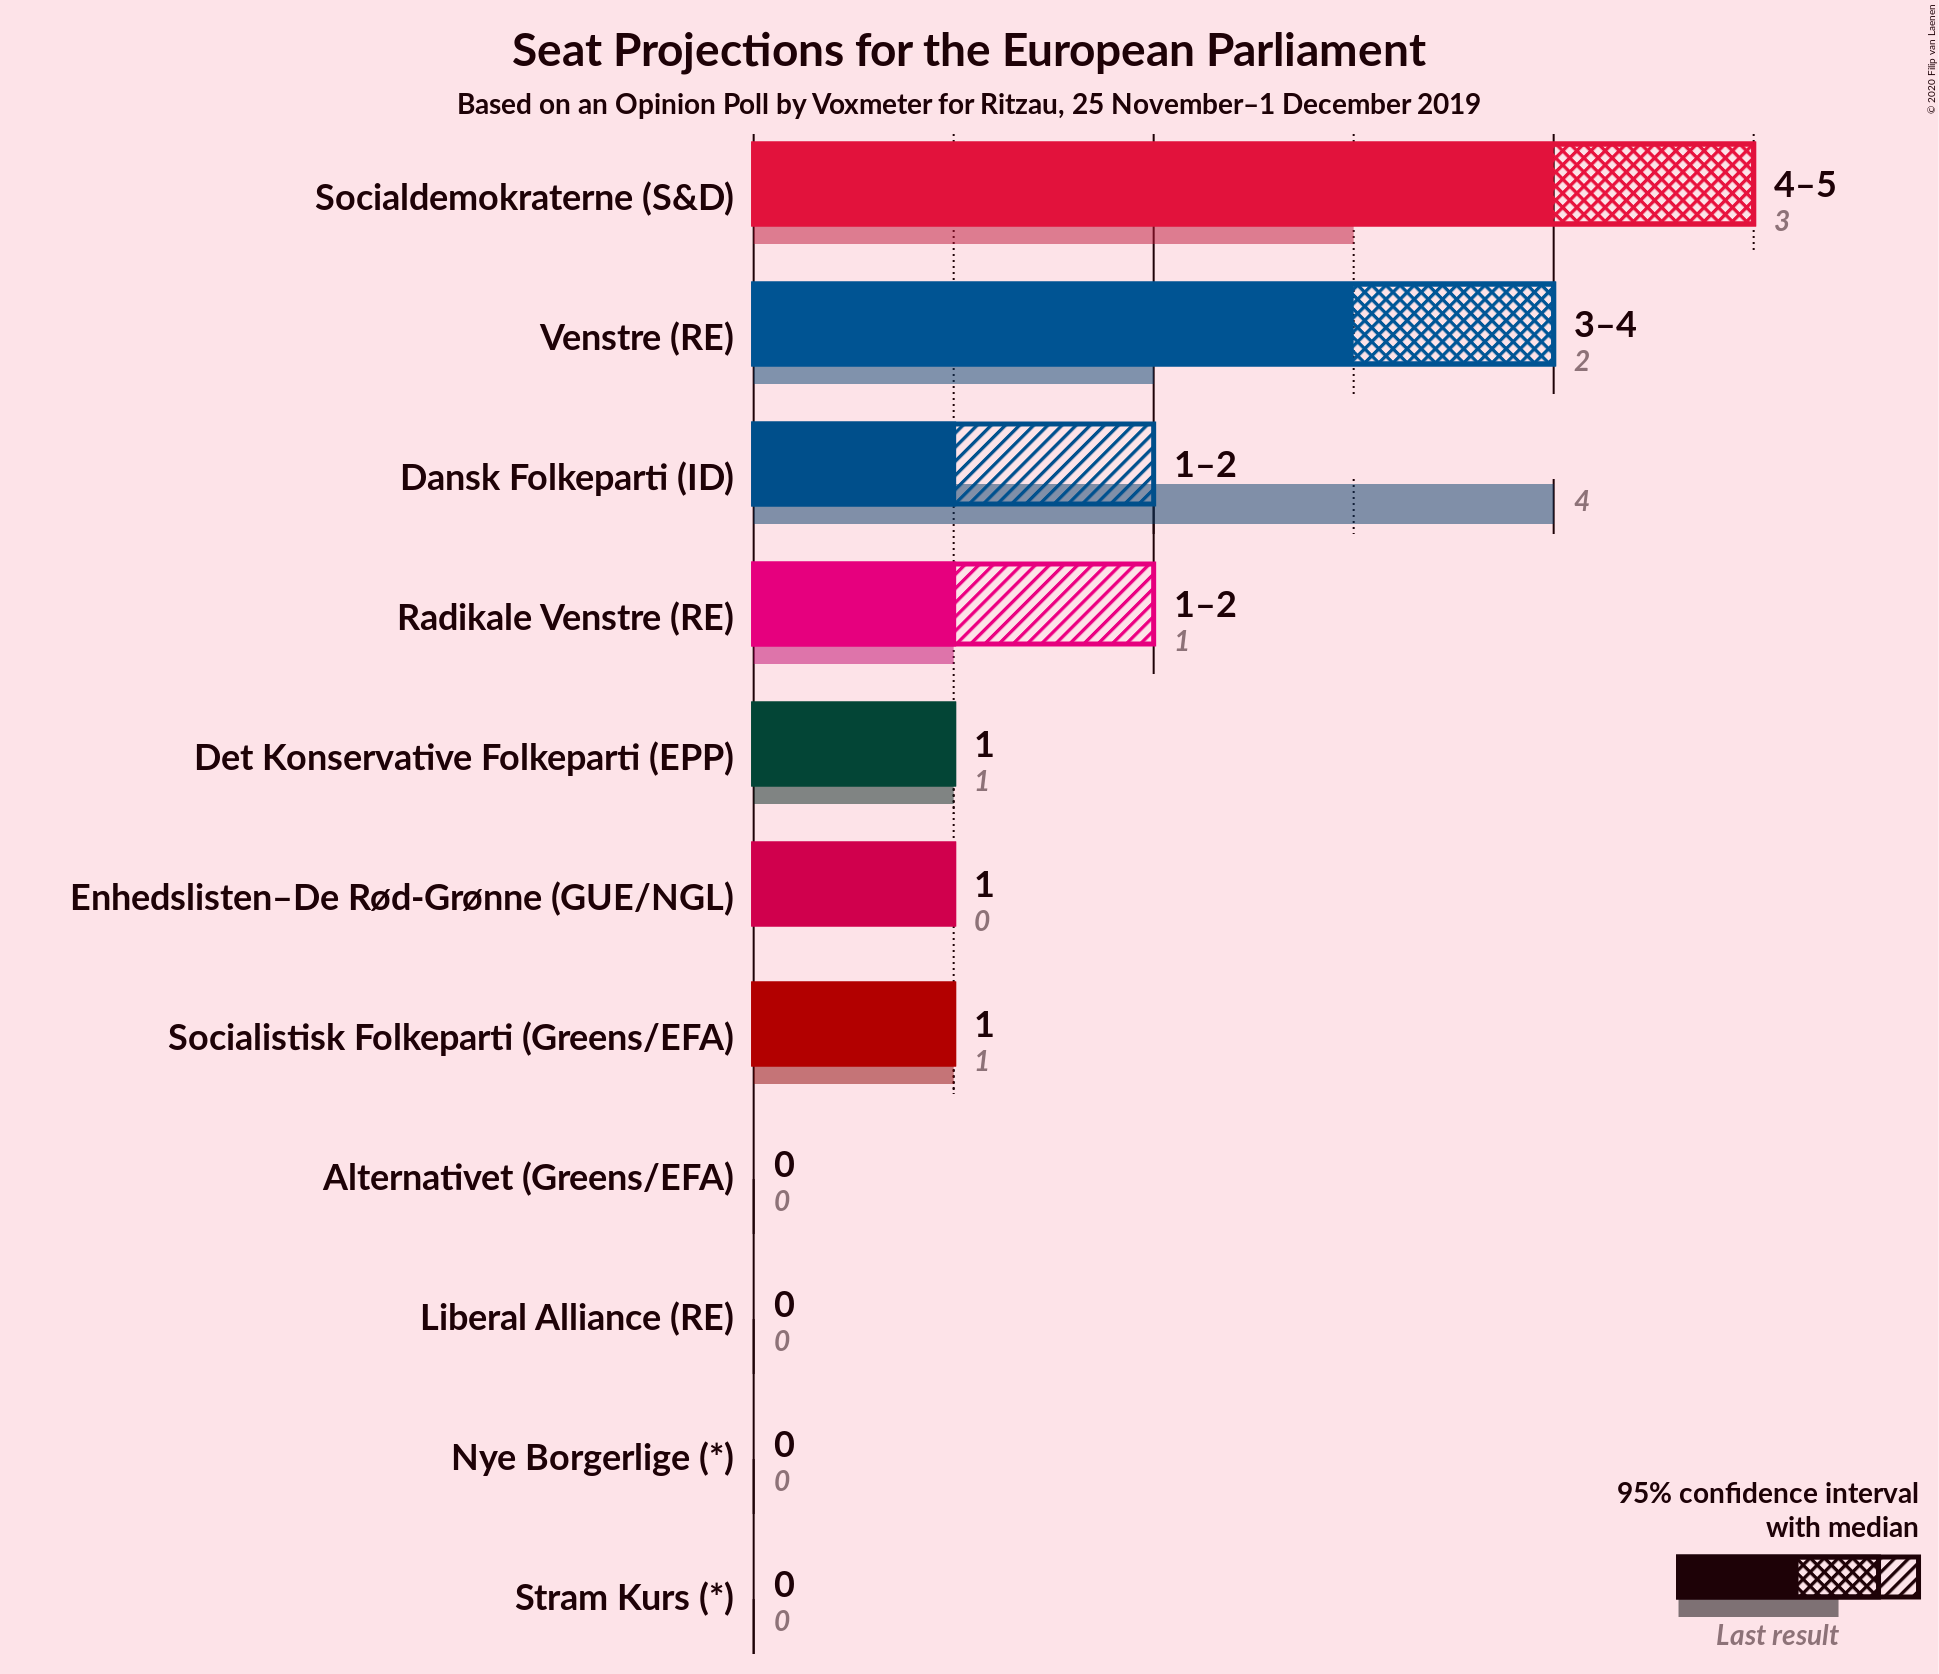 Seat Projections for the European Parliament
Based on an Opinion Poll by Voxmeter for Ritzau, 25 November–1 December 2019
© 2020 Filip van Laenen
Socialdemokraterne (S&D)
4–5
3
Venstre (RE)
3–4
2
Dansk Folkeparti (ID)
1–2
4
Radikale Venstre (RE)
1–2
1
Det Konservative Folkeparti (EPP)
1
1
Enhedslisten–De Rød-Grønne (GUE/NGL)
1
0
Socialistisk Folkeparti (Greens/EFA)
1
1
Alternativet (Greens/EFA)
0
0
Liberal Alliance (RE)
0
0
Nye Borgerlige (*)
0
0
Stram Kurs (*)
0
0
95% confidence interval
with median
Last result